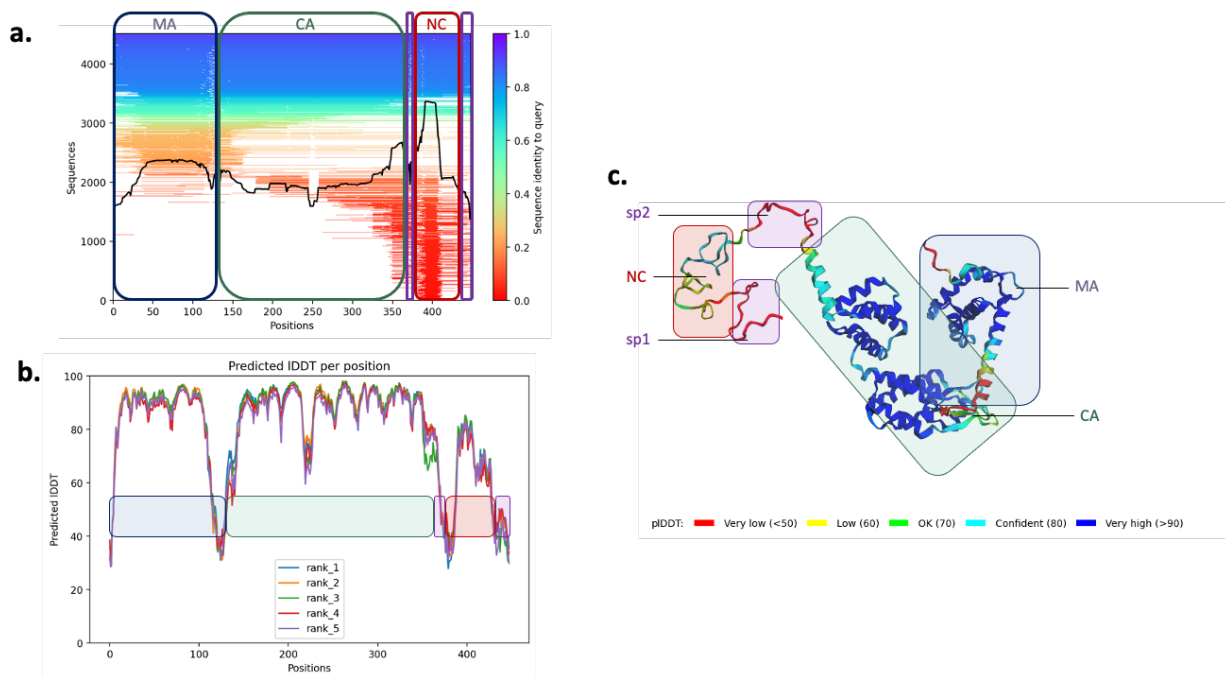 a.
MA
CA
NC
4000
3000
2000
1000
0
Sequences
0 50 100 150 200 250 300 350 400
Positions
1.0
0.8
0.6
0.4
0.2
0.0
Sequence identity to query
b.
Predicted lDDT per position
100
80
60
40
20
0
Predicted lDDT
rank_1
rank_2
rank_3
rank_4
rank_5
0 100 200 300 400
Positions
c.
sp2
NC
sp1
MA
CA
plDDT: Very low (<50) Low (60) OK (70) Confident (80) Very high (>90)